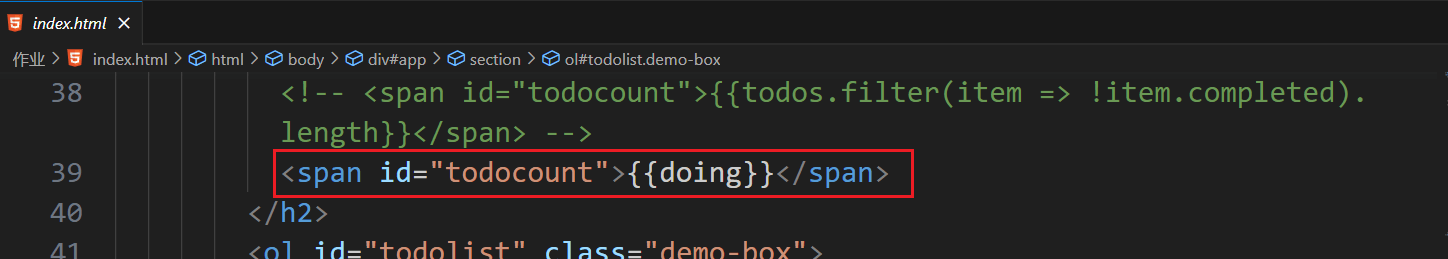 index.html ×
作业 > index.html > html > body > div#app > section > ol#todolist.demo-box
38 <!-- <span id="todocount">{{todos.filter(item => !item.completed).
length}}</span> -->
39 <span id="todocount">{{doing}}</span>
40 </h2>
41 <ol id="todolist" class="demo-box">